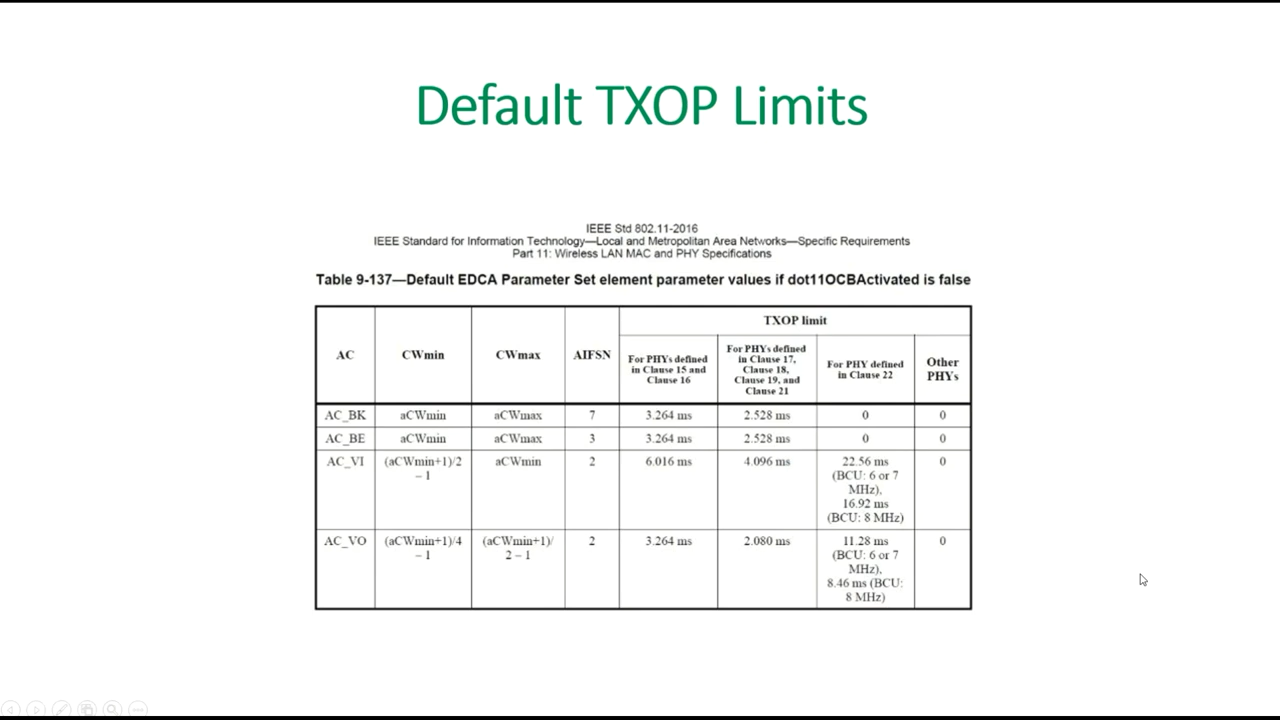 Default TXOP Limits
IEEE Std 802.11-2016
IEEE Standard for Information Technology—Local and Metropolitan Area Networks—Specific Requirements
Part 11: Wireless LAN MAC and PHY Specifications
Table 9-137—Default EDCA Parameter Set element parameter values if dot11OCBActivated is false
AC
CWmin
CWmax
AIFSN
TXOP limit
For PHYs defined
in Clause 15 and
Clause 16
For PHYs defined
in Clause 17,
Clause 18,
Clause 19, and
Clause 21
For PHY defined
in Clause 22
Other
PHYs
AC_BK aCWmin aCWmax 7 3.264 ms 2.528 ms 0 0
AC_BE aCWmin aCWmax 3 3.264 ms 2.528 ms 0 0
AC_VI (aCWmin+1)/2 aCWmin 2 6.016 ms 4.096 ms 22.56 ms 0
– 1 (BCU: 6 or 7
MHz),
16.92 ms
(BCU: 8 MHz)
AC_VO (aCWmin+1)/4 (aCWmin+1)/ 2 3.264 ms 2.080 ms 11.28 ms 0
– 1 2 – 1 (BCU: 6 or 7
MHz),
8.46 ms (BCU:
8 MHz)